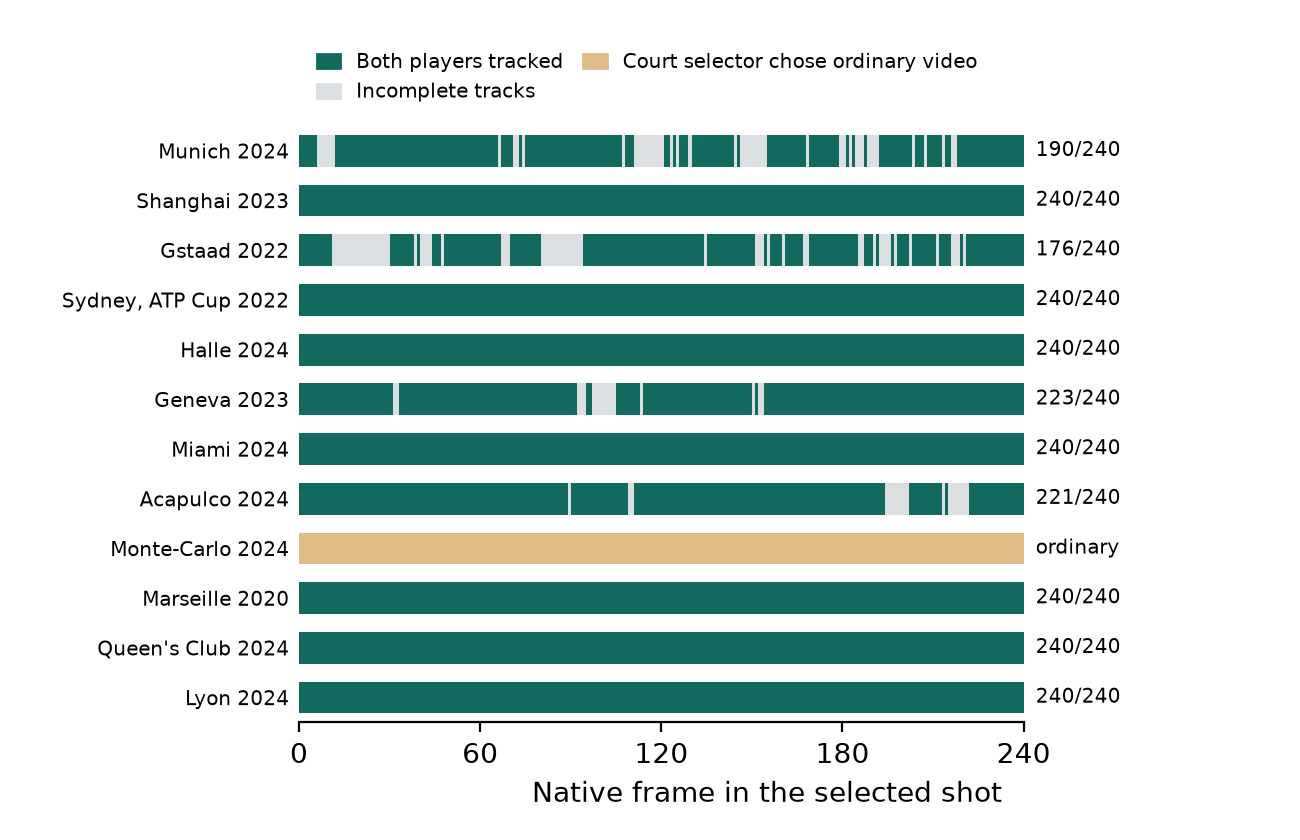 Both players tracked
Court selector chose ordinary video
Incomplete tracks
Munich 2024 190/240
Shanghai 2023 240/240
Gstaad 2022 176/240
Sydney, ATP Cup 2022 240/240
Halle 2024 240/240
Geneva 2023 223/240
Miami 2024 240/240
Acapulco 2024 221/240
Monte-Carlo 2024 ordinary
Marseille 2020 240/240
Queen's Club 2024 240/240
Lyon 2024 240/240
0 60 120 180 240
Native frame in the selected shot